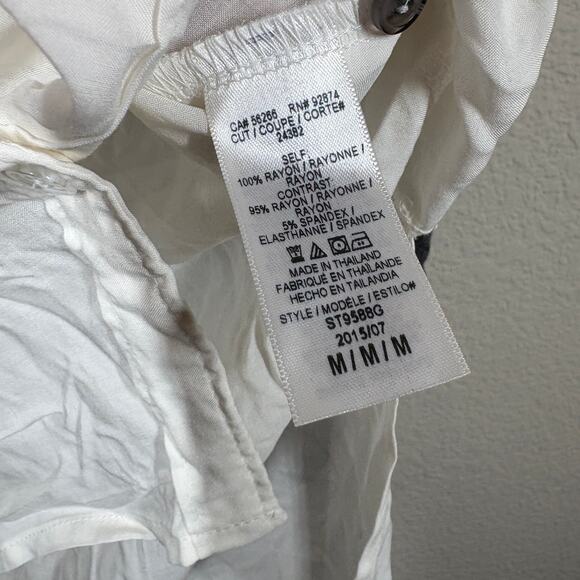 CA# 56266 RN# 92874
CUT / COUPE / CORTE#
24382
SELF:
100% RAYON / RAYONNE /
RAYON
CONTRAST:
95% RAYON / RAYONNE /
RAYON
5% SPANDEX /
ELASTHANNE / SPANDEX
MADE IN THAILAND
FABRIQUÉ EN THAÏLANDE
HECHO EN TAILANDIA
STYLE / MODÈLE / ESTILO#
ST9588G
2015/07
M / M / M